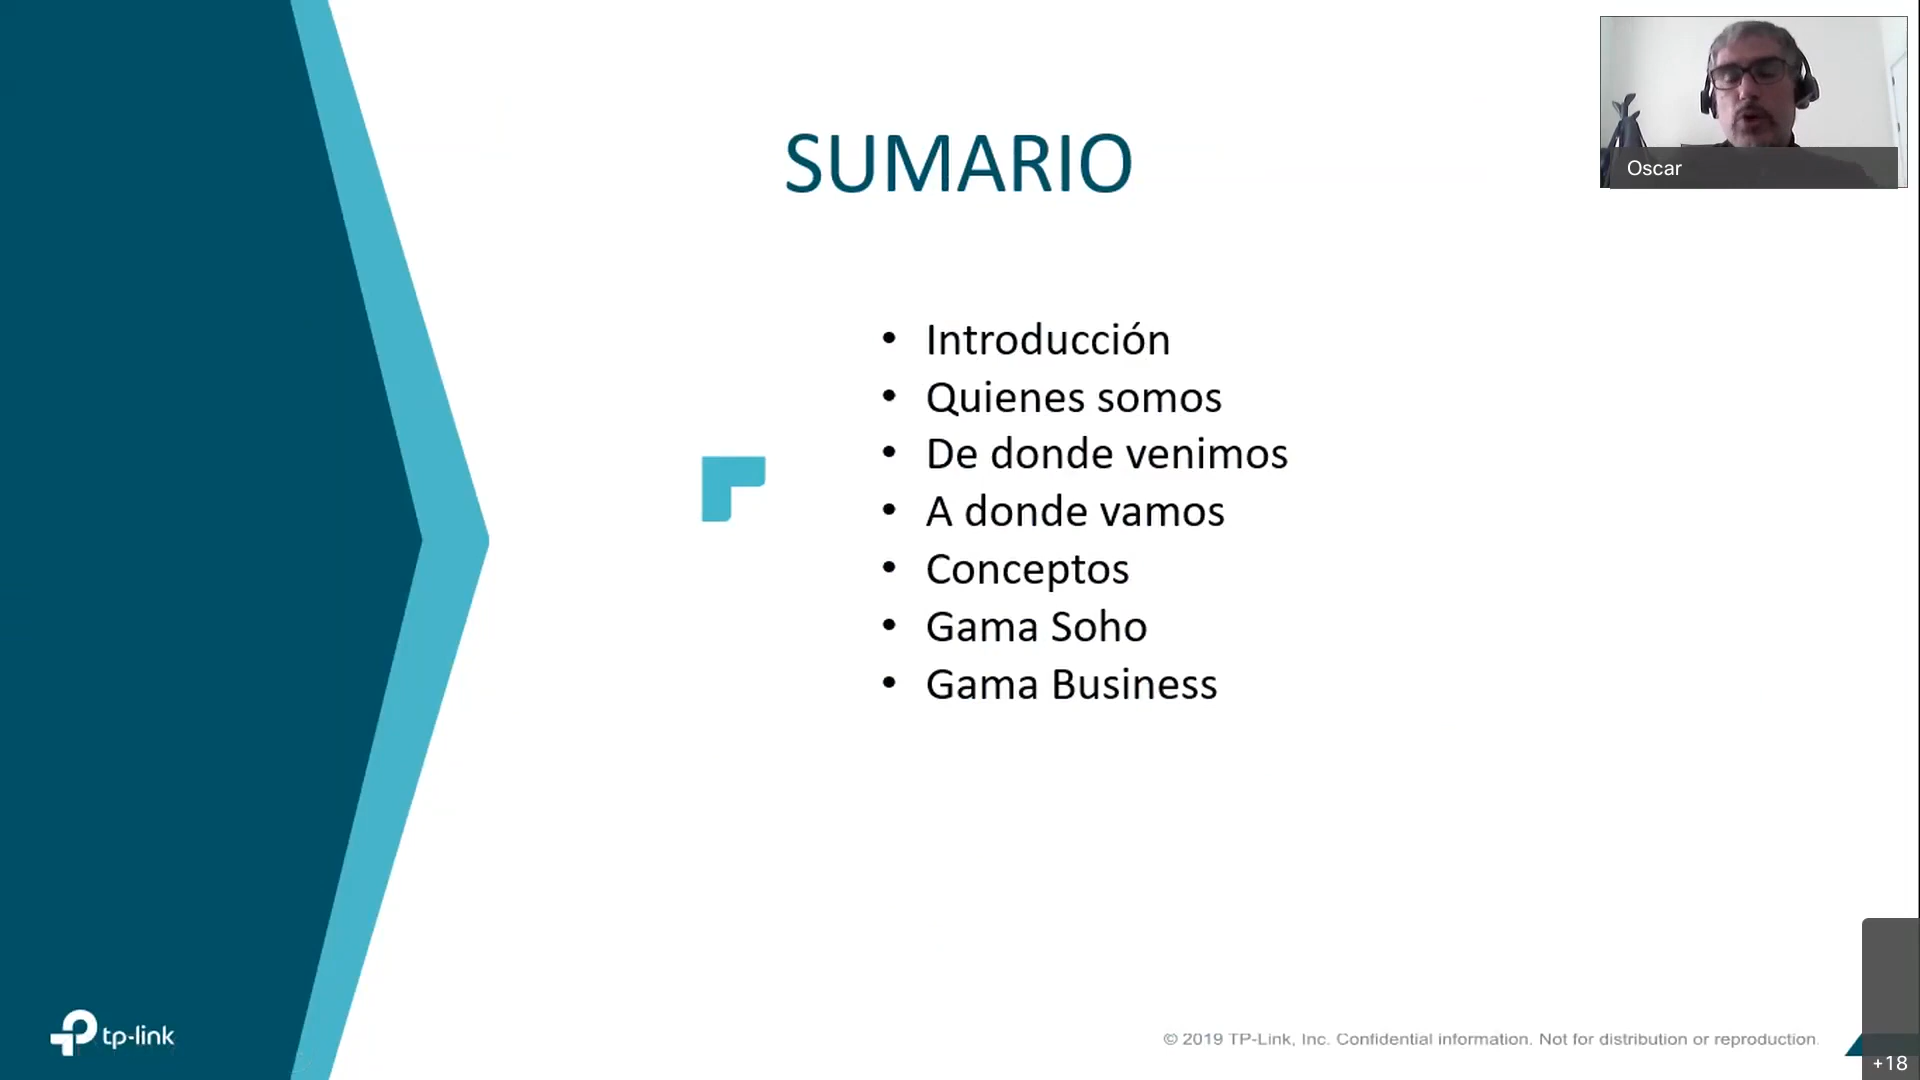 SUMARIO
Oscar
• Introducción
• Quienes somos
• De donde venimos
• A donde vamos
• Conceptos
• Gama Soho
• Gama Business
tp-link
© 2019 TP-Link, Inc. Confidential information. Not for distribution or reproduction.
+18